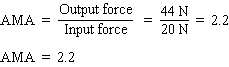 AMA = Output force / Input force = 44 N / 20 N = 2.2
AMA = 2.2